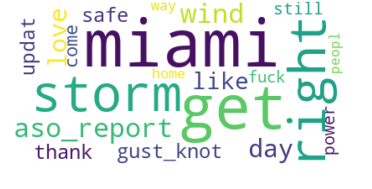 way
safe wind still
love
come
updat
miami
like fuck
home
storm get right
peopl
power
aso_report
thank gust_knot day